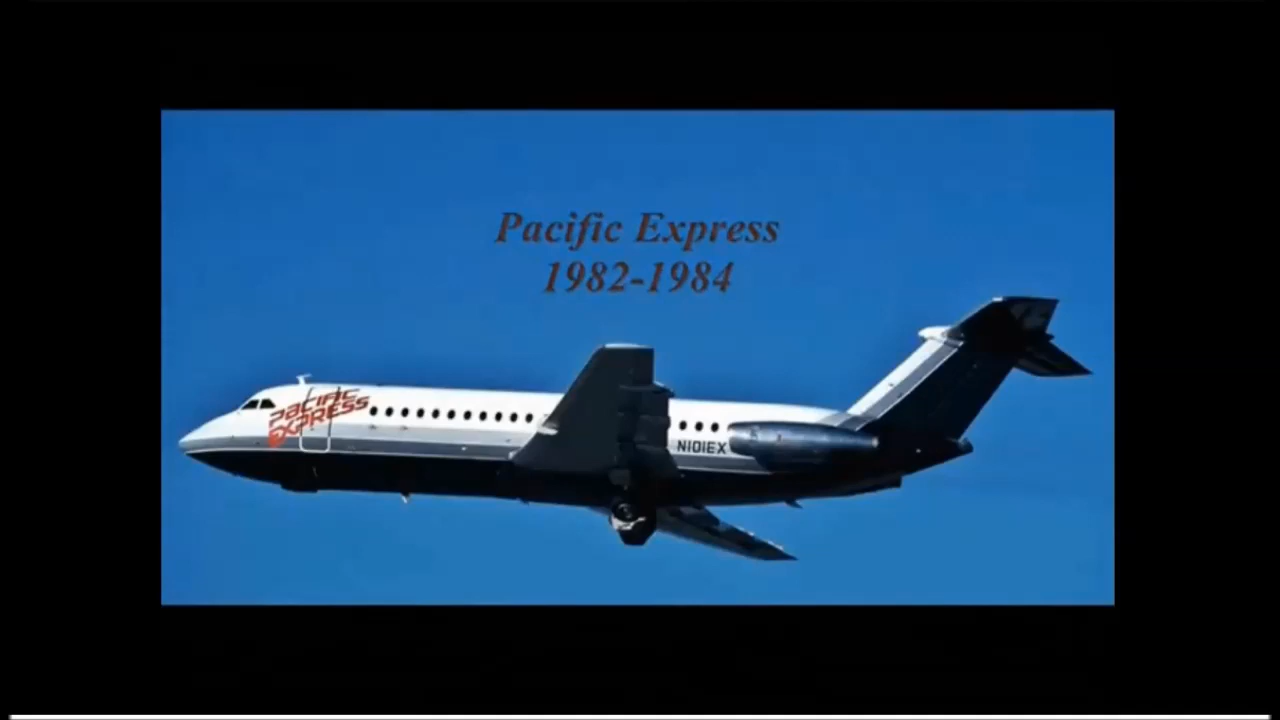 Pacific Express
1982-1984
PACIFIC
EXPRESS
N101EX